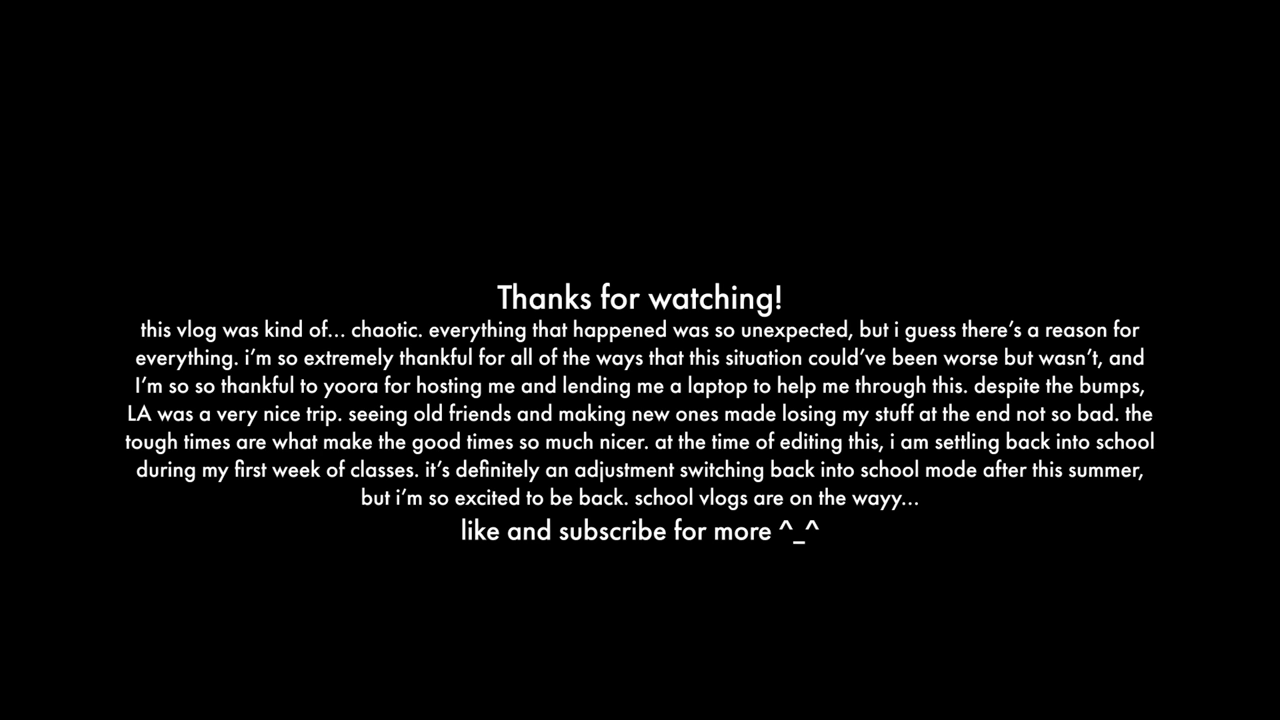 Thanks for watching!
this vlog was kind of... chaotic. everything that happened was so unexpected, but i guess there's a reason for
everything. i'm so extremely thankful for all of the ways that this situation could've been worse but wasn't, and
I'm so so thankful to yoora for hosting me and lending me a laptop to help me through this. despite the bumps,
LA was a very nice trip. seeing old friends and making new ones made losing my stuff at the end not so bad. the
tough times are what make the good times so much nicer. at the time of editing this, i am settling back into school
during my first week of classes. it's definitely an adjustment switching back into school mode after this summer,
but i'm so excited to be back. school vlogs are on the wayy...
like and subscribe for more ^_^